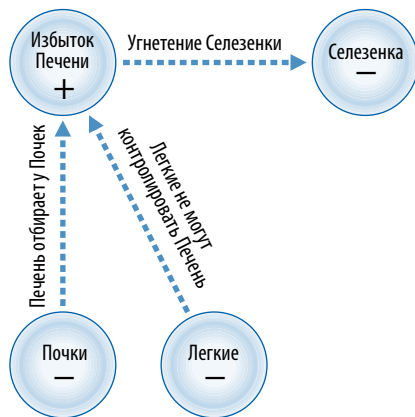 Избыток
Печени
+
Угнетение Селезенки
Селезенка
–
Печень отбирает у Почек
Легкие не могут
контролировать Печень
Почки
–
Легкие
–